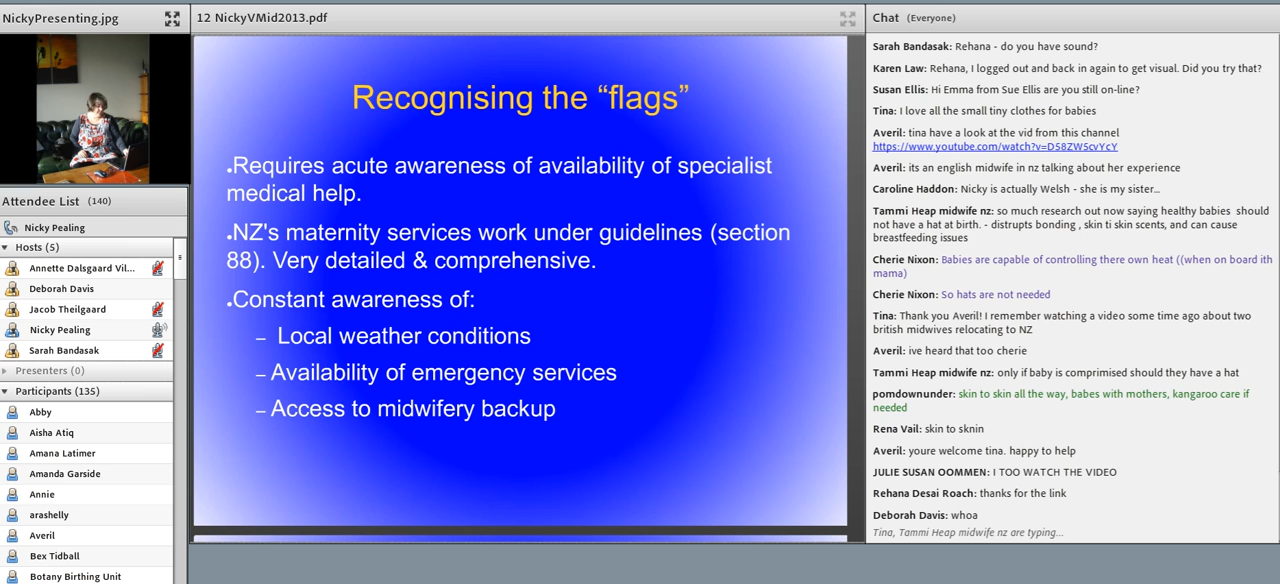 NickyPresenting.jpg
Attendee List (140)
Nicky Pealing
Hosts (5)
Annette Dalsgaard Vil...
Deborah Davis
Jacob Theilgaard
Nicky Pealing
Sarah Bandasak
Presenters (0)
Participants (135)
Abby
Aisha Atiq
Amana Latimer
Amanda Garside
Annie
arashelly
Averil
Bex Tidball
Botany Birthing Unit
12 NickyVMid2013.pdf
Recognising the “flags”
.Requires acute awareness of availability of specialist
medical help.
.NZ's maternity services work under guidelines (section
88). Very detailed & comprehensive.
.Constant awareness of:
– Local weather conditions
– Availability of emergency services
– Access to midwifery backup
Chat (Everyone)
Sarah Bandasak: Rehana - do you have sound?
Karen Law: Rehana, I logged out and back in again to get visual. Did you try that?
Susan Ellis: Hi Emma from Sue Ellis are you still on-line?
Tina: I love all the small tiny clothes for babies
Averil: tina have a look at the vid from this channel
https://www.youtube.com/watch?v=D58ZW5cvYcY
Averil: its an english midwife in nz talking about her experience
Caroline Haddon: Nicky is actually Welsh - she is my sister...
Tammi Heap midwife nz: so much research out now saying healthy babies should
not have a hat at birth. - distrupts bonding , skin ti skin scents, and can cause
breastfeeding issues
Cherie Nixon: Babies are capable of controlling there own heat ((when on board ith
mama)
Cherie Nixon: So hats are not needed
Tina: Thank you Averil! I remember watching a video some time ago about two
british midwives relocating to NZ
Averil: ive heard that too cherie
Tammi Heap midwife nz: only if baby is comprimised should they have a hat
pomdownunder: skin to skin all the way, babes with mothers, kangaroo care if
needed
Rena Vail: skin to sknin
Averil: youre welcome tina. happy to help
JULIE SUSAN OOMMEN: I TOO WATCH THE VIDEO
Rehana Desai Roach: thanks for the link
Deborah Davis: whoa
Tina, Tammi Heap midwife nz are typing...